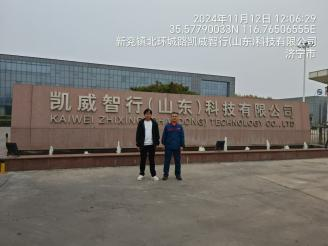 2024年11月12日 12:06:29
35.57790033N 116.76506555E
新兖镇北环城路凯威智行(山东)科技有限公司
济宁市
凯威智行(山东)科技有限公司
KAIWEI ZHIXING (SHANDONG) TECHNOLOGY CO.,LTD.